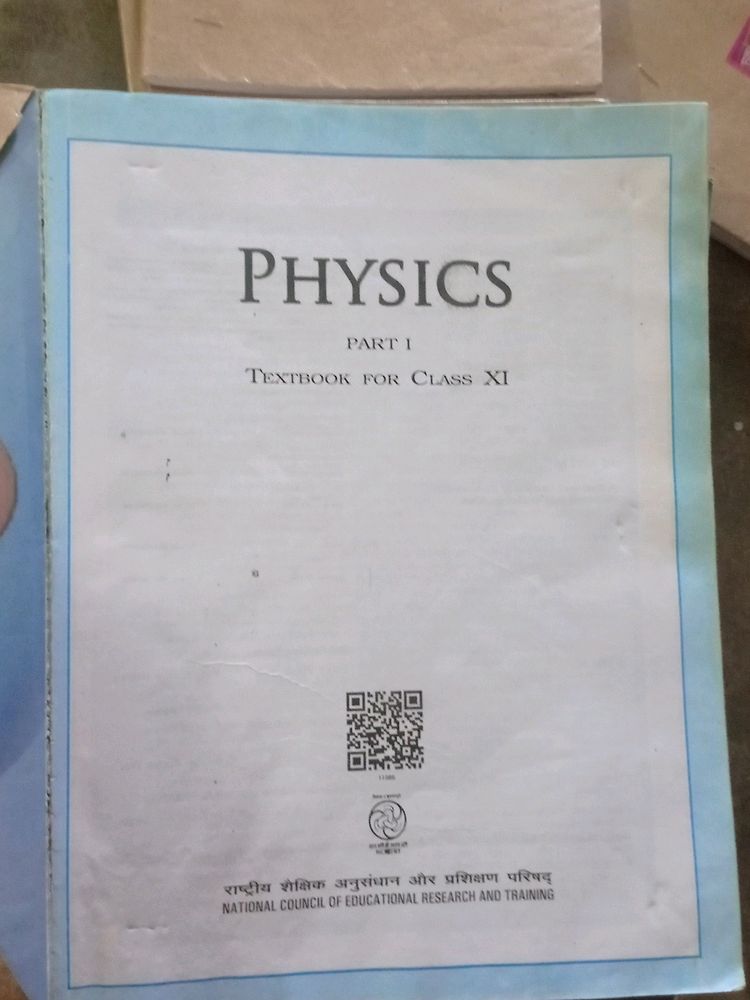 PHYSICS
PART I
TEXTBOOK FOR CLASS XI
राष्ट्रीय शैक्षिक अनुसंधान और प्रशिक्षण परिषद्
NATIONAL COUNCIL OF EDUCATIONAL RESEARCH AND TRAINING